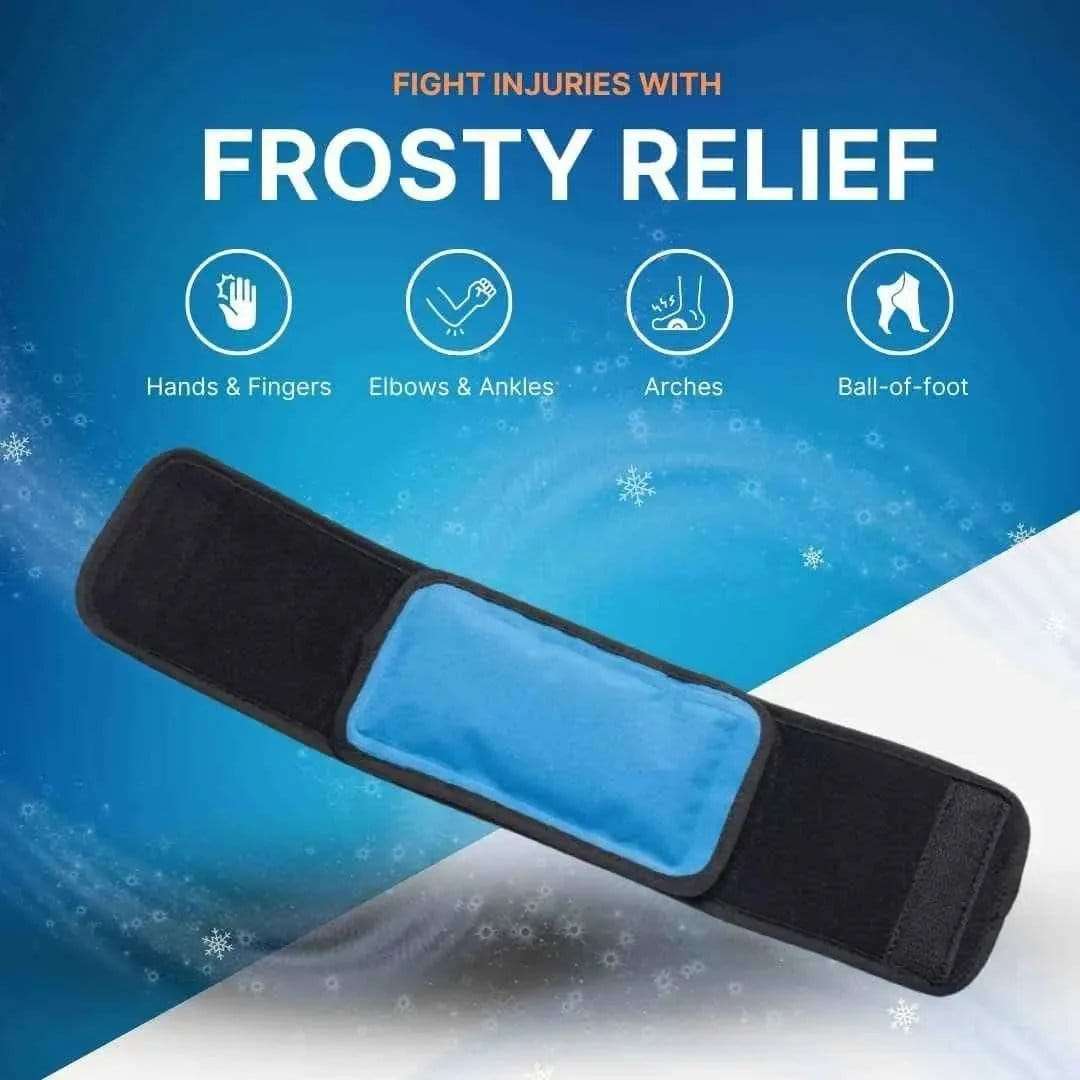 FIGHT INJURIES WITH
FROSTY RELIEF
Hands & Fingers
Elbows & Ankles
Arches
Ball-of-foot